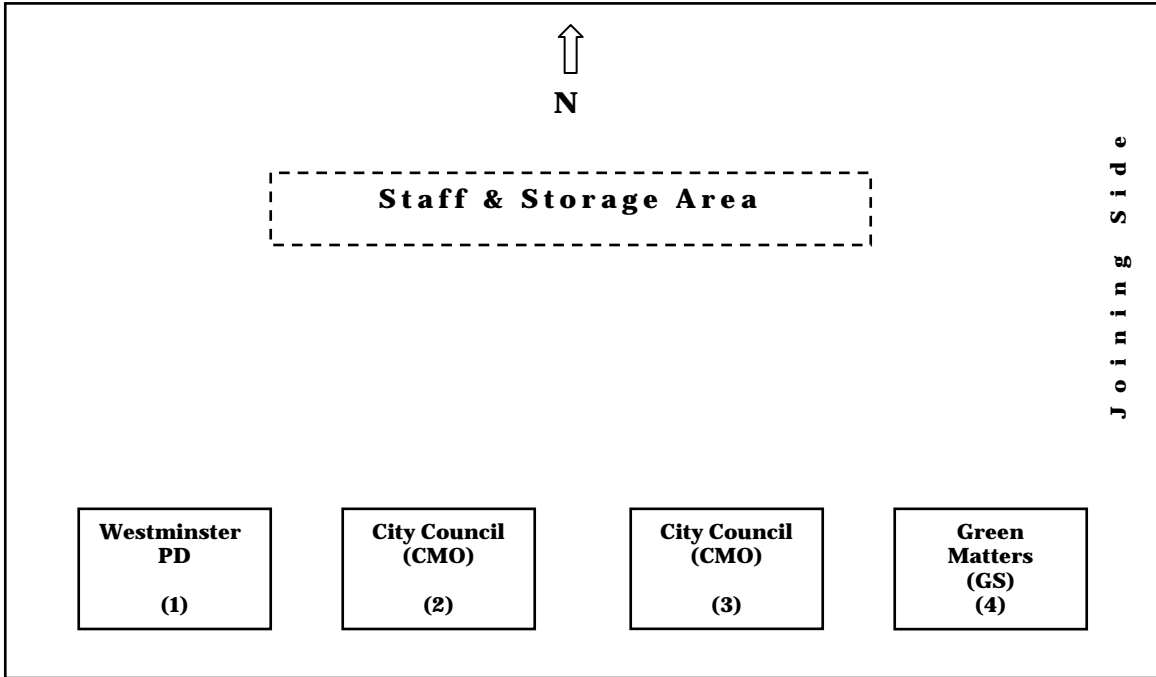 N
Staff & Storage Area
Joining Side
Westminster
PD
(1)
City Council
(CMO)
(2)
City Council
(CMO)
(3)
Green
Matters
(GS)
(4)